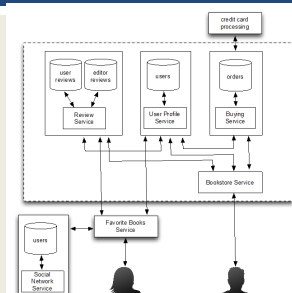 credit card
processing
user
reviews
editor
reviews
users
orders
Review
Service
User Profile
Service
Buying
Service
Bookstore Service
Favorite Books
Service
users
Social
Network
Service